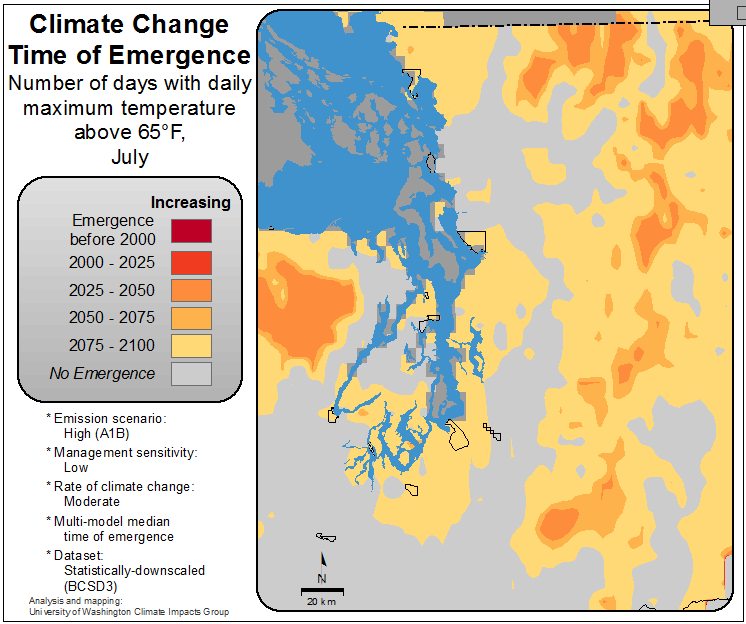 Climate Change
Time of Emergence
Number of days with daily
maximum temperature
above 65°F,
July
Increasing
Emergence
before 2000
2000 - 2025
2025 - 2050
2050 - 2075
2075 - 2100
No Emergence
* Emission scenario:
High (A1B)
* Management sensitivity:
Low
* Rate of climate change:
Moderate
* Multi-model median
time of emergence
* Dataset:
Statistically-downscaled
(BCSD3)
Analysis and mapping:
University of Washington Climate Impacts Group
N
20 km